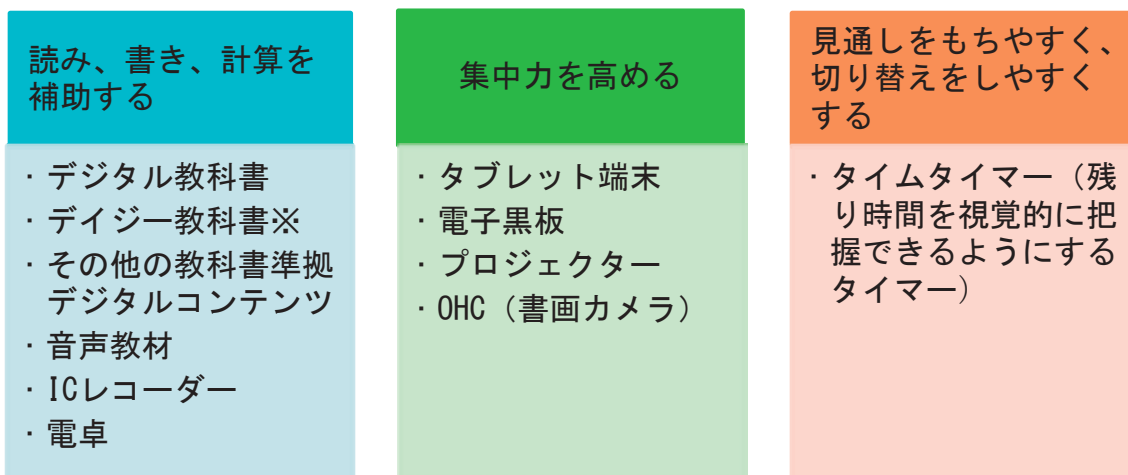 読み、書き、計算を
補助する
・デジタル教科書
・デイジー教科書※
・その他の教科書準拠
デジタルコンテンツ
・音声教材
・ICレコーダー
・電卓
集中力を高める
・タブレット端末
・電子黒板
・プロジェクター
・OHC（書画カメラ）
見通しをもちやすく、
切り替えをしやすく
する
・タイムタイマー（残
り時間を視覚的に把
握できるようにする
タイマー）